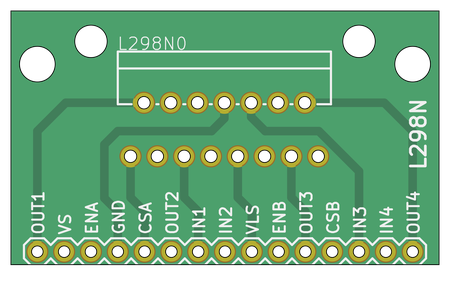 L298N0
L298N
OUT1
VS
ENA
GND
CSA
OUT2
IN1
IN2
VLS
ENB
OUT3
CSB
IN3
IN4
OUT4